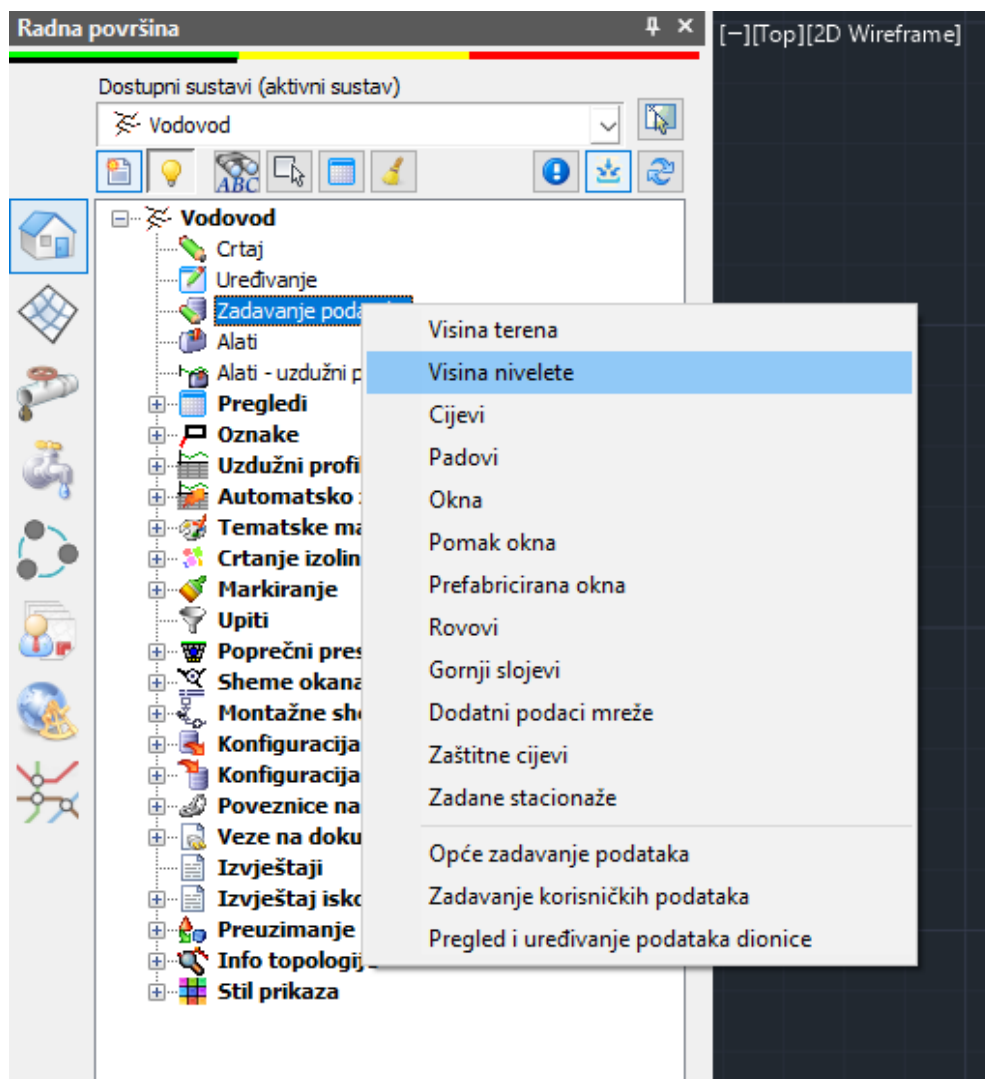 Radna površina
[−][Top][2D Wireframe]
Dostupni sustavi (aktivni sustav)
Vodovod
ABC
Vodovod
Crtaj
Uređivanje
Zadavanje poda
Alati
Alati - uzdužni p
Pregledi
Oznake
Uzdužni profi
Automatsko
Tematske ma
Crtanje izolin
Markiranje
Upiti
Poprečni pres
Sheme okana
Montažne she
Konfiguracija
Konfiguracija
Poveznice na
Veze na doku
Izvještaji
Izvještaj isko
Preuzimanje
Info topologije
Stil prikaza
Visina terena
Visina nivelete
Cijevi
Padovi
Okna
Pomak okna
Prefabricirana okna
Rovovi
Gornji slojevi
Dodatni podaci mreže
Zaštitne cijevi
Zadane stacionaže
Opće zadavanje podataka
Zadavanje korisničkih podataka
Pregled i uređivanje podataka dionice